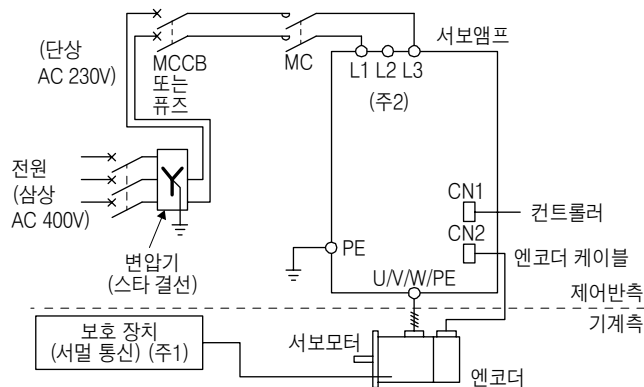 (단상
AC 230V)
MCCB
또는
퓨즈
MC
서보앰프
L1 L2 L3
(주2)
전원
(삼상
AC 400V)
변압기
(스타 결선)
PE
CN1
컨트롤러
CN2
엔코더 케이블
U/V/W/PE
제어반측
기계측
보호 장치
(서멀 통신) (주1)
서보모터
엔코더